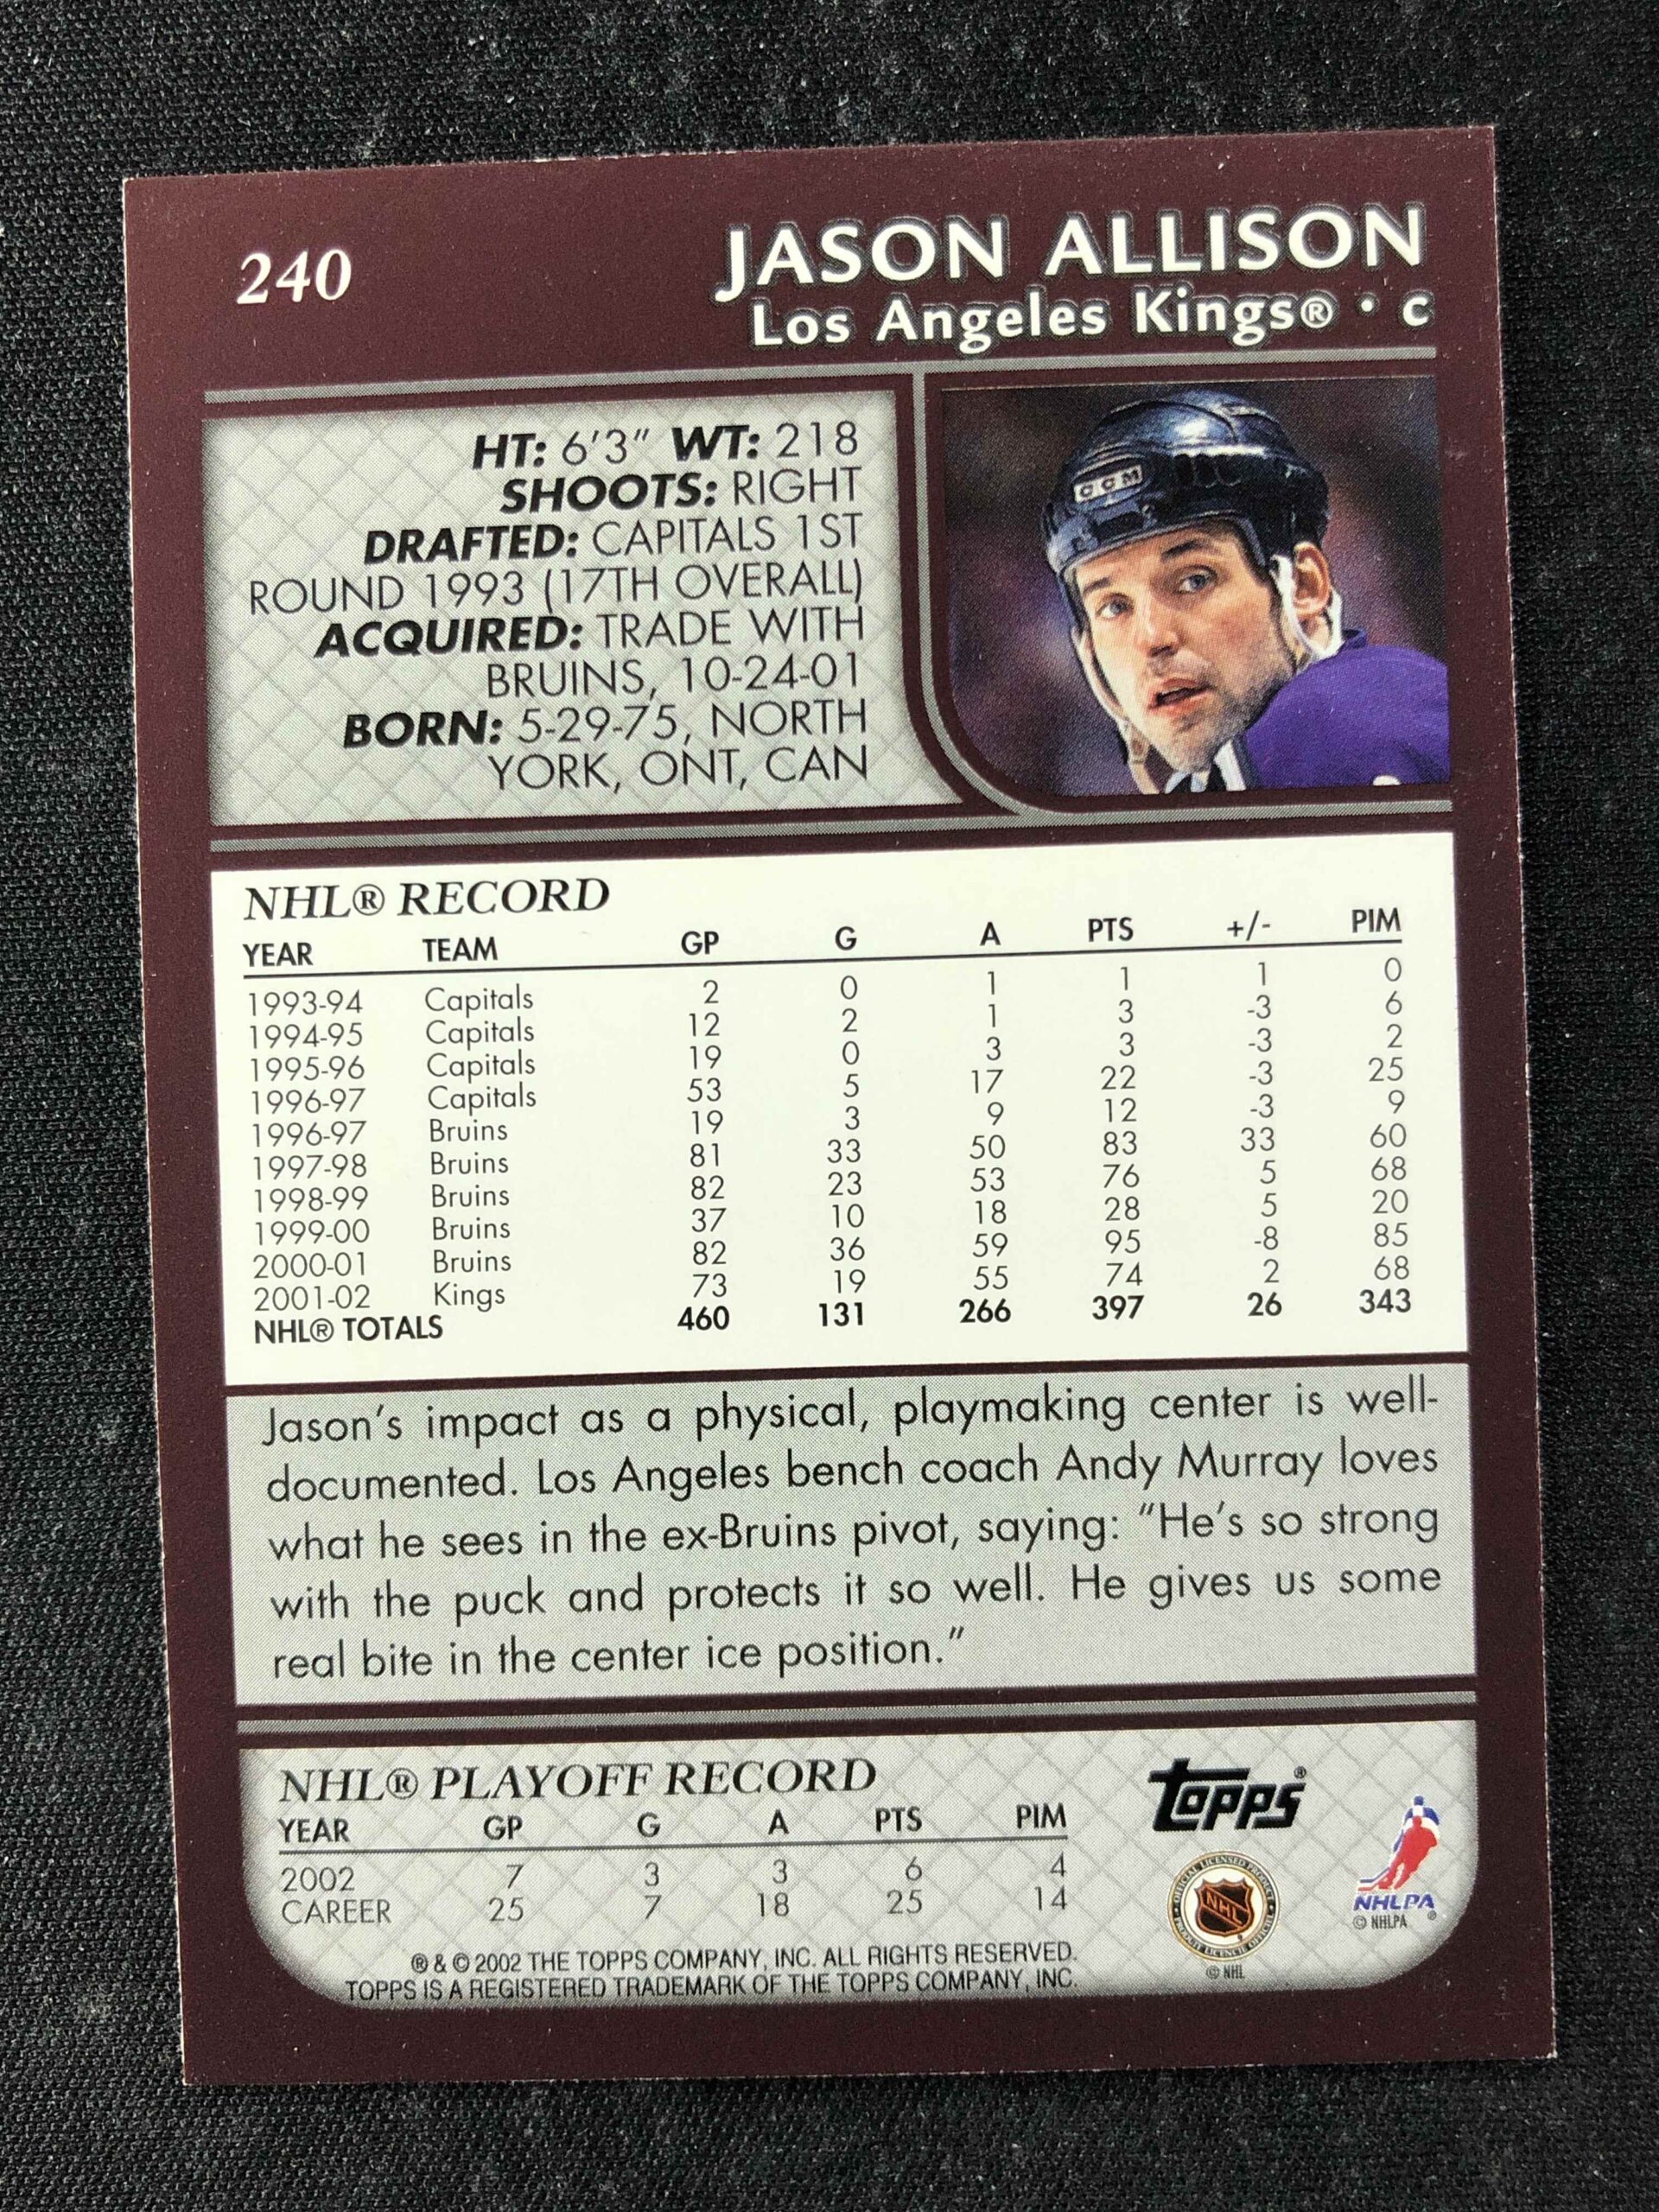 240
JASON ALLISON
Los Angeles Kings® • C
HT: 6'3" WT: 218
SHOOTS: RIGHT
DRAFTED: CAPITALS 1ST
ROUND 1993 (17TH OVERALL)
ACQUIRED: TRADE WITH
BRUINS, 10-24-01
BORN: 5-29-75, NORTH
YORK, ONT, CAN
CCM
NHL® RECORD
YEAR TEAM GP G A PTS +/- PIM
1993-94 Capitals 2 0 1 1 1 0
1994-95 Capitals 12 2 1 3 -3 6
1995-96 Capitals 19 0 3 3 -3 2
1996-97 Capitals 53 5 17 22 -3 25
1996-97 Bruins 19 3 9 12 -3 9
1997-98 Bruins 81 33 50 83 33 60
1998-99 Bruins 82 23 53 76 5 68
1999-00 Bruins 37 10 18 28 5 20
2000-01 Bruins 82 36 59 95 -8 85
2001-02 Kings 73 19 55 74 2 68
NHL® TOTALS 460 131 266 397 26 343
Jason's impact as a physical, playmaking center is well-
documented. Los Angeles bench coach Andy Murray loves
what he sees in the ex-Bruins pivot, saying: "He's so strong
with the puck and protects it so well. He gives us some
real bite in the center ice position."
NHL® PLAYOFF RECORD
YEAR GP G A PTS PIM
2002 7 3 3 6 4
CAREER 25 7 18 25 14
® & © 2002 THE TOPPS COMPANY, INC. ALL RIGHTS RESERVED.
TOPPS IS A REGISTERED TRADEMARK OF THE TOPPS COMPANY, INC.
Topps®
OFFICIAL LICENSED PRODUCT
NHL
© NHL
NHLPA®
© NHLPA